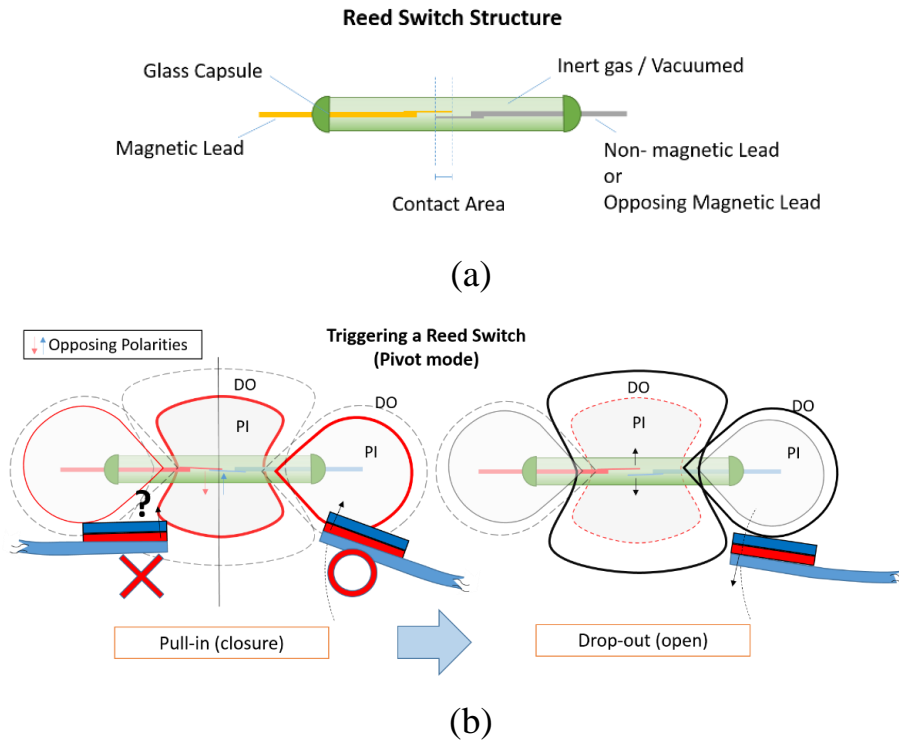 Reed Switch Structure
Glass Capsule
Inert gas / Vacuumed
Magnetic Lead
Non- magnetic Lead
or
Opposing Magnetic Lead
Contact Area
(a)
Opposing Polarities
Triggering a Reed Switch
(Pivot mode)
DO
PI
DO
PI
?
DO
PI
DO
PI
Pull-in (closure)
Drop-out (open)
(b)